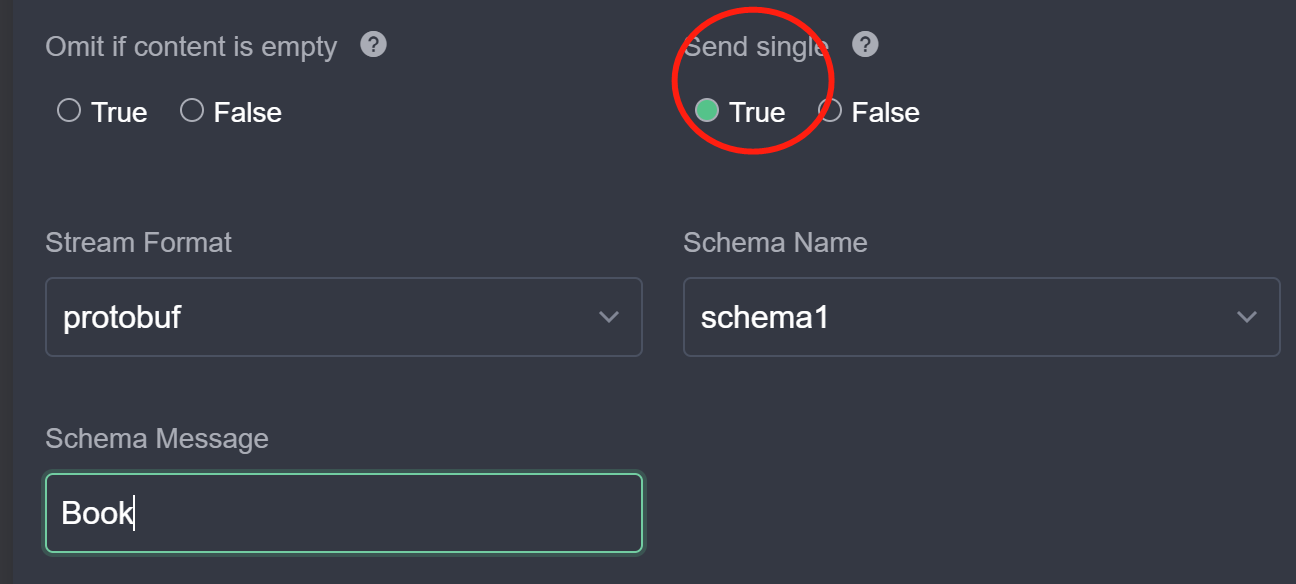 Omit if content is empty ? Send single ?
True False True False
Stream Format Schema Name
protobuf schema1
Schema Message
Book